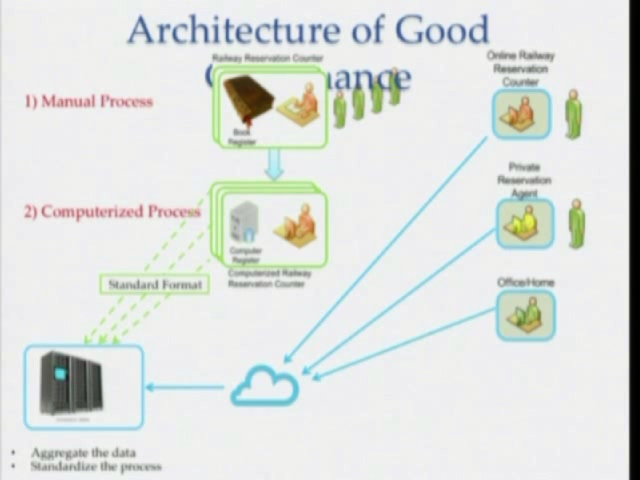 Architecture of Good
Railway Reservation Counter
1) Manual Process
Book
Register
2) Computerized Process
Computer
Register
Computerized Railway
Reservation Counter
Standard Format
Online Railway
Reservation
Counter
Private
Reservation
Agent
Office/Home
Aggregate the data
Standardize the process